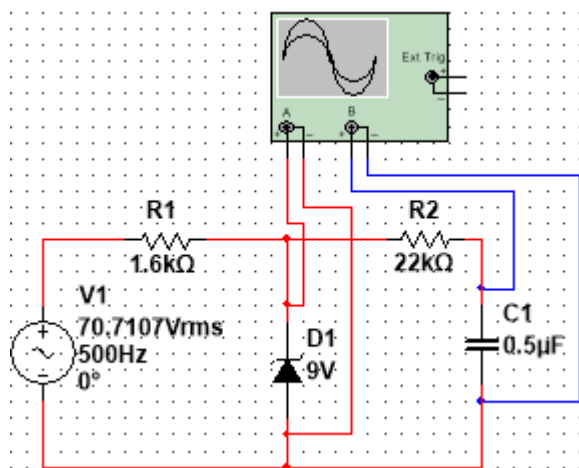 Ext Trig
+
−
A
B
+ − + −
R1
1.6kΩ
R2
22kΩ
V1
70.7107Vrms
500Hz
0°
+
−
D1
9V
C1
0.5µF